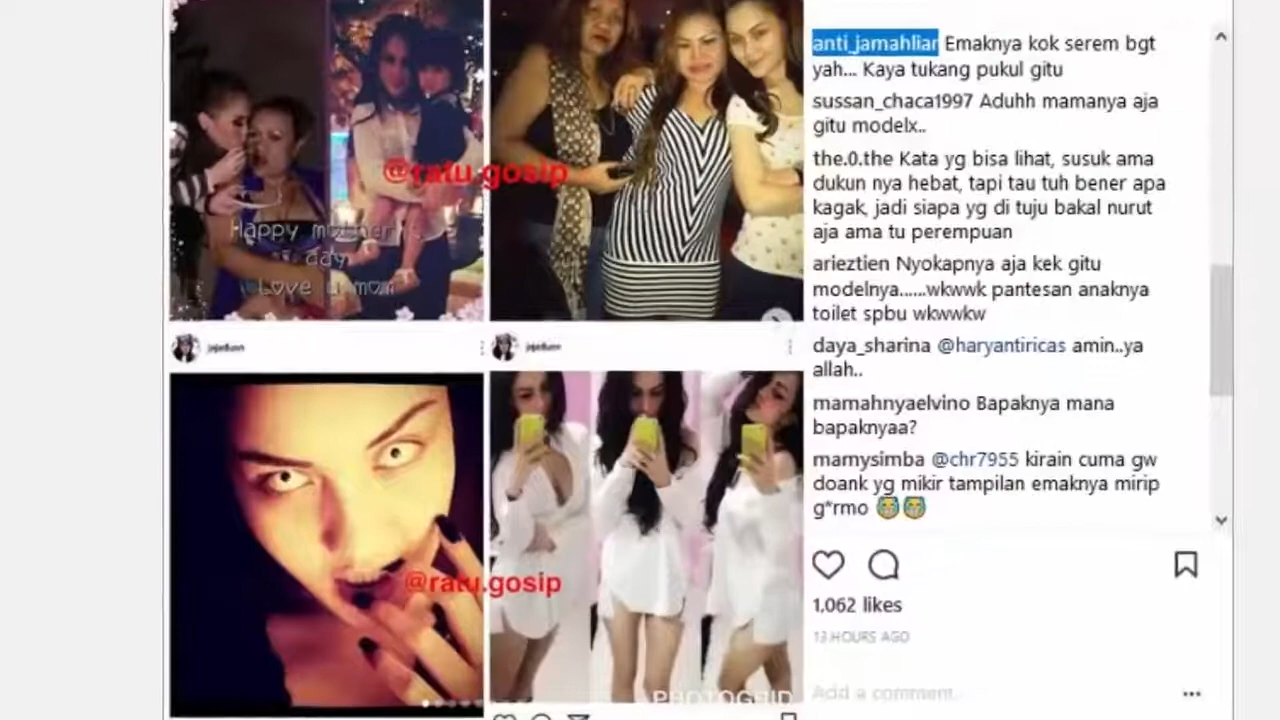 @ratu.gosip
Happy mother
day
Love u mom
@ratu.gosip
PHOTOGRID
anti_jamahliar Emaknya kok serem bgt
yah... Kaya tukang pukul gitu
sussan_chaca1997 Aduhh mamanya aja
gitu modelx..
the.0.the Kata yg bisa lihat, susuk ama
dukun nya hebat, tapi tau tuh bener apa
kagak, jadi siapa yg di tuju bakal nurut
aja ama tu perempuan
arieztien Nyokapnya aja kek gitu
modelnya......wkwwk pantesan anaknya
toilet spbu wkwwkw
daya_sharina @haryantiricas amin..ya
allah..
mamahnyaelvino Bapaknya mana
bapaknyaa?
mamysimba @chr7955 kirain cuma gw
doank yg mikir tampilan emaknya mirip
g*rmo 😂😂
1,062 likes
13 HOURS AGO
Add a comment...